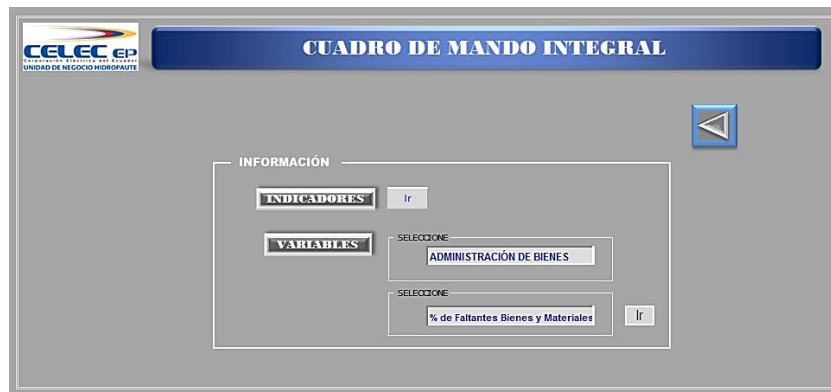 CELEC EP
Corporación Eléctrica del Ecuador
UNIDAD DE NEGOCIO HIDROPAUTE
CUADRO DE MANDO INTEGRAL
INFORMACIÓN
INDICADORES
Ir
VARIABLES
SELECCIONE
ADMINISTRACIÓN DE BIENES
SELECCIONE
% de Faltantes Bienes y Materiales
Ir